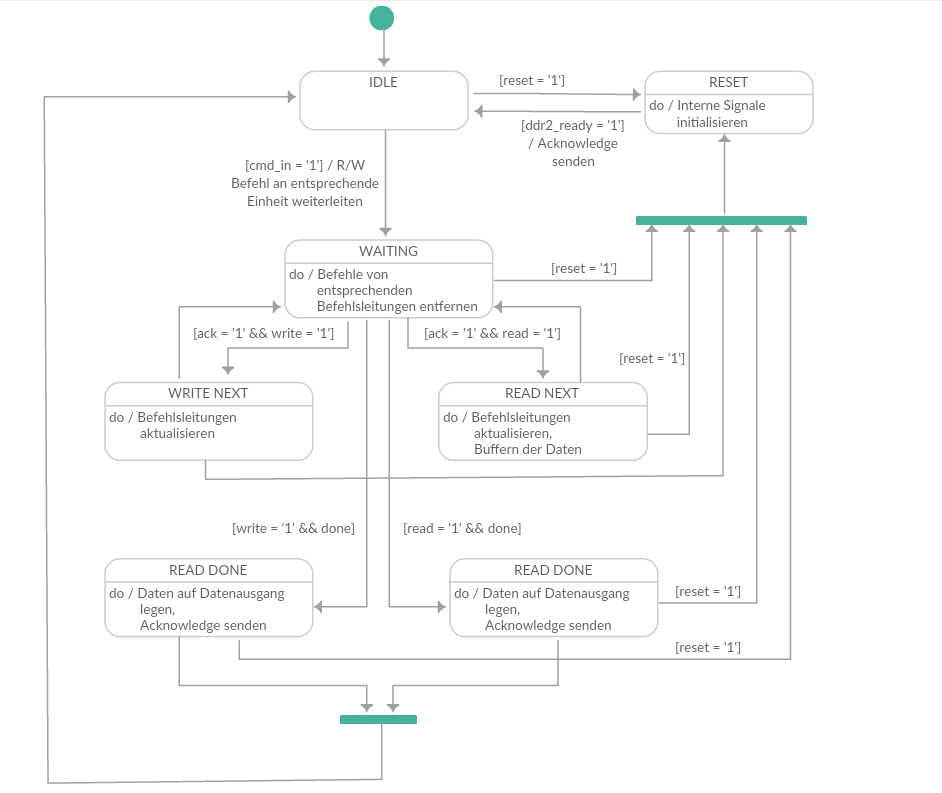 IDLE
[reset = '1']
RESET
do / Interne Signale
initialisieren
[ddr2_ready = '1']
/ Acknowledge
senden
[cmd_in = '1'] / R/W
Befehl an entsprechende
Einheit weiterleiten
WAITING
do / Befehle von
entsprechenden
Befehlsleitungen entfernen
[reset = '1']
[ack = '1' && write = '1']
[ack = '1' && read = '1']
[reset = '1']
WRITE NEXT
do / Befehlsleitungen
aktualisieren
READ NEXT
do / Befehlsleitungen
aktualisieren,
Buffern der Daten
[write = '1' && done]
[read = '1' && done]
READ DONE
do / Daten auf Datenausgang
legen,
Acknowledge senden
READ DONE
do / Daten auf Datenausgang
legen,
Acknowledge senden
[reset = '1']
[reset = '1']